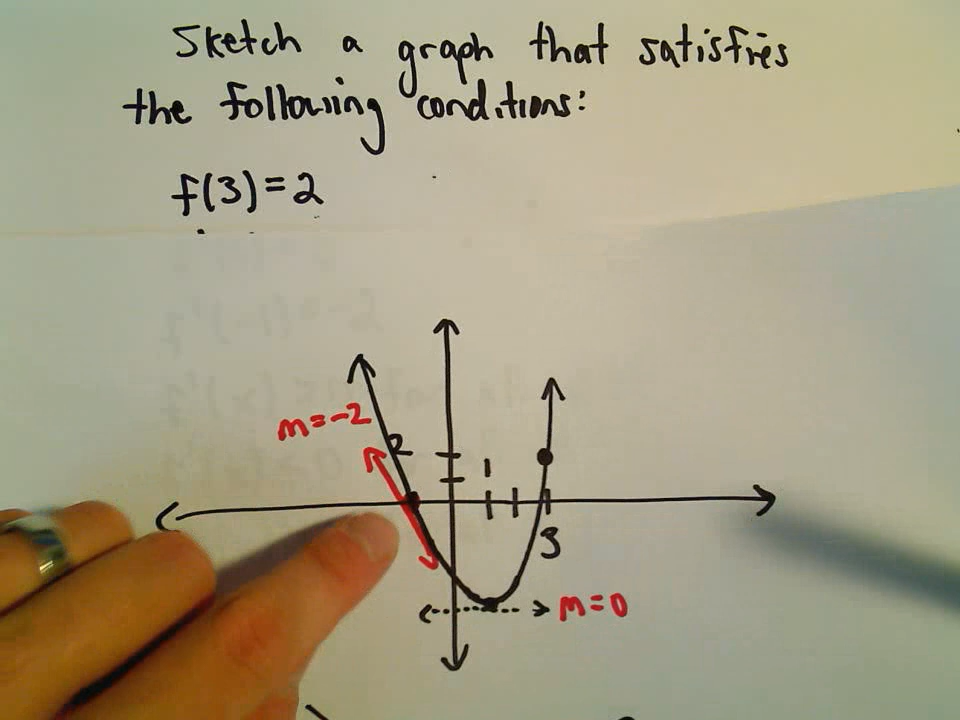 Sketch a graph that satisfies
the following conditions:
f(3)=2
m=-2
2
1
3
m=0